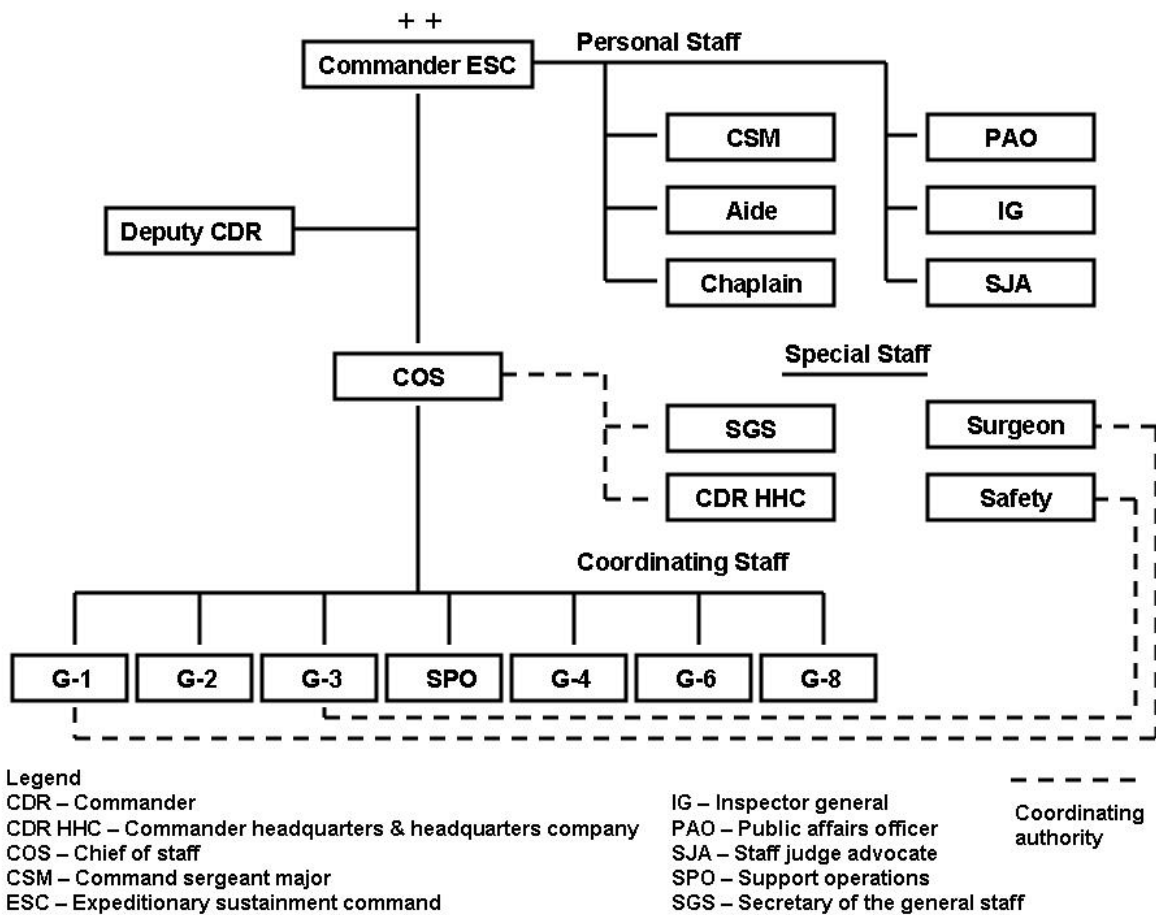 + +
Commander ESC
Personal Staff
CSM
PAO
Aide
IG
Deputy CDR
Chaplain
SJA
Special Staff
COS
SGS
Surgeon
CDR HHC
Safety
Coordinating Staff
G-1
G-2
G-3
SPO
G-4
G-6
G-8
Legend
CDR – Commander
CDR HHC – Commander headquarters & headquarters company
COS – Chief of staff
CSM – Command sergeant major
ESC – Expeditionary sustainment command
IG – Inspector general
PAO – Public affairs officer
SJA – Staff judge advocate
SPO – Support operations
SGS – Secretary of the general staff
Coordinating
authority